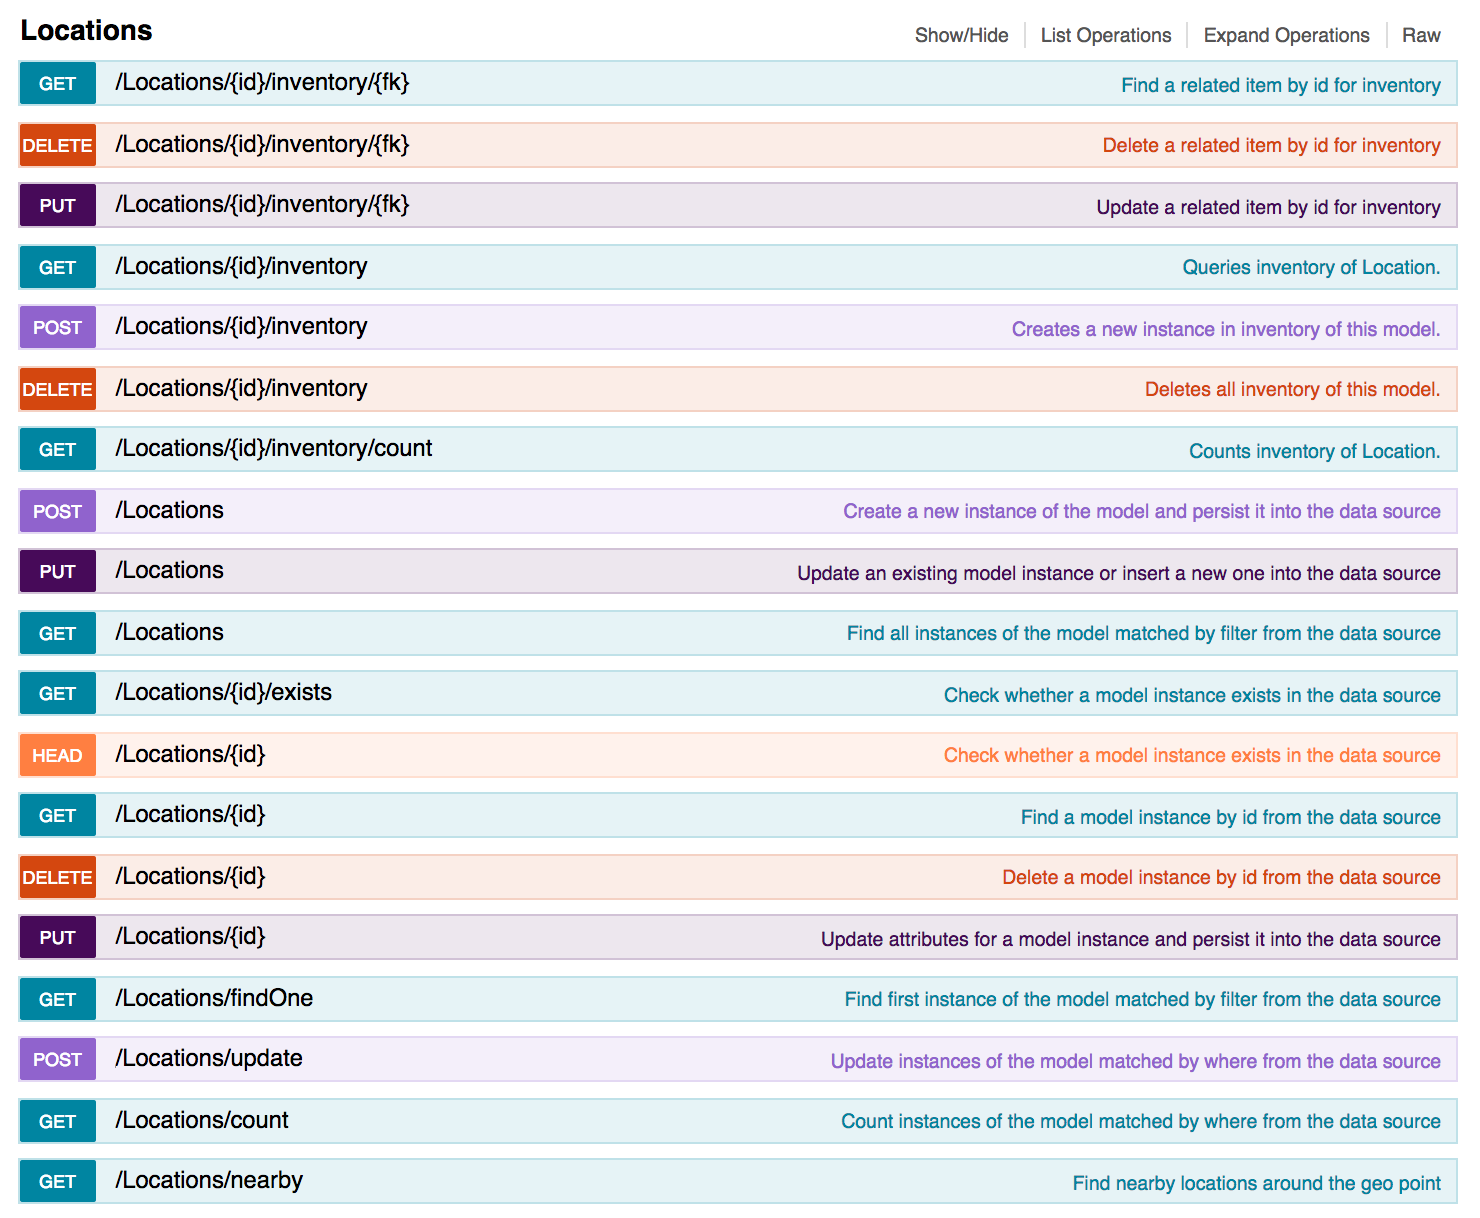 Locations Show/Hide List Operations Expand Operations Raw
GET /Locations/{id}/inventory/{fk} Find a related item by id for inventory
DELETE /Locations/{id}/inventory/{fk} Delete a related item by id for inventory
PUT /Locations/{id}/inventory/{fk} Update a related item by id for inventory
GET /Locations/{id}/inventory Queries inventory of Location.
POST /Locations/{id}/inventory Creates a new instance in inventory of this model.
DELETE /Locations/{id}/inventory Deletes all inventory of this model.
GET /Locations/{id}/inventory/count Counts inventory of Location.
POST /Locations Create a new instance of the model and persist it into the data source
PUT /Locations Update an existing model instance or insert a new one into the data source
GET /Locations Find all instances of the model matched by filter from the data source
GET /Locations/{id}/exists Check whether a model instance exists in the data source
HEAD /Locations/{id} Check whether a model instance exists in the data source
GET /Locations/{id} Find a model instance by id from the data source
DELETE /Locations/{id} Delete a model instance by id from the data source
PUT /Locations/{id} Update attributes for a model instance and persist it into the data source
GET /Locations/findOne Find first instance of the model matched by filter from the data source
POST /Locations/update Update instances of the model matched by where from the data source
GET /Locations/count Count instances of the model matched by where from the data source
GET /Locations/nearby Find nearby locations around the geo point